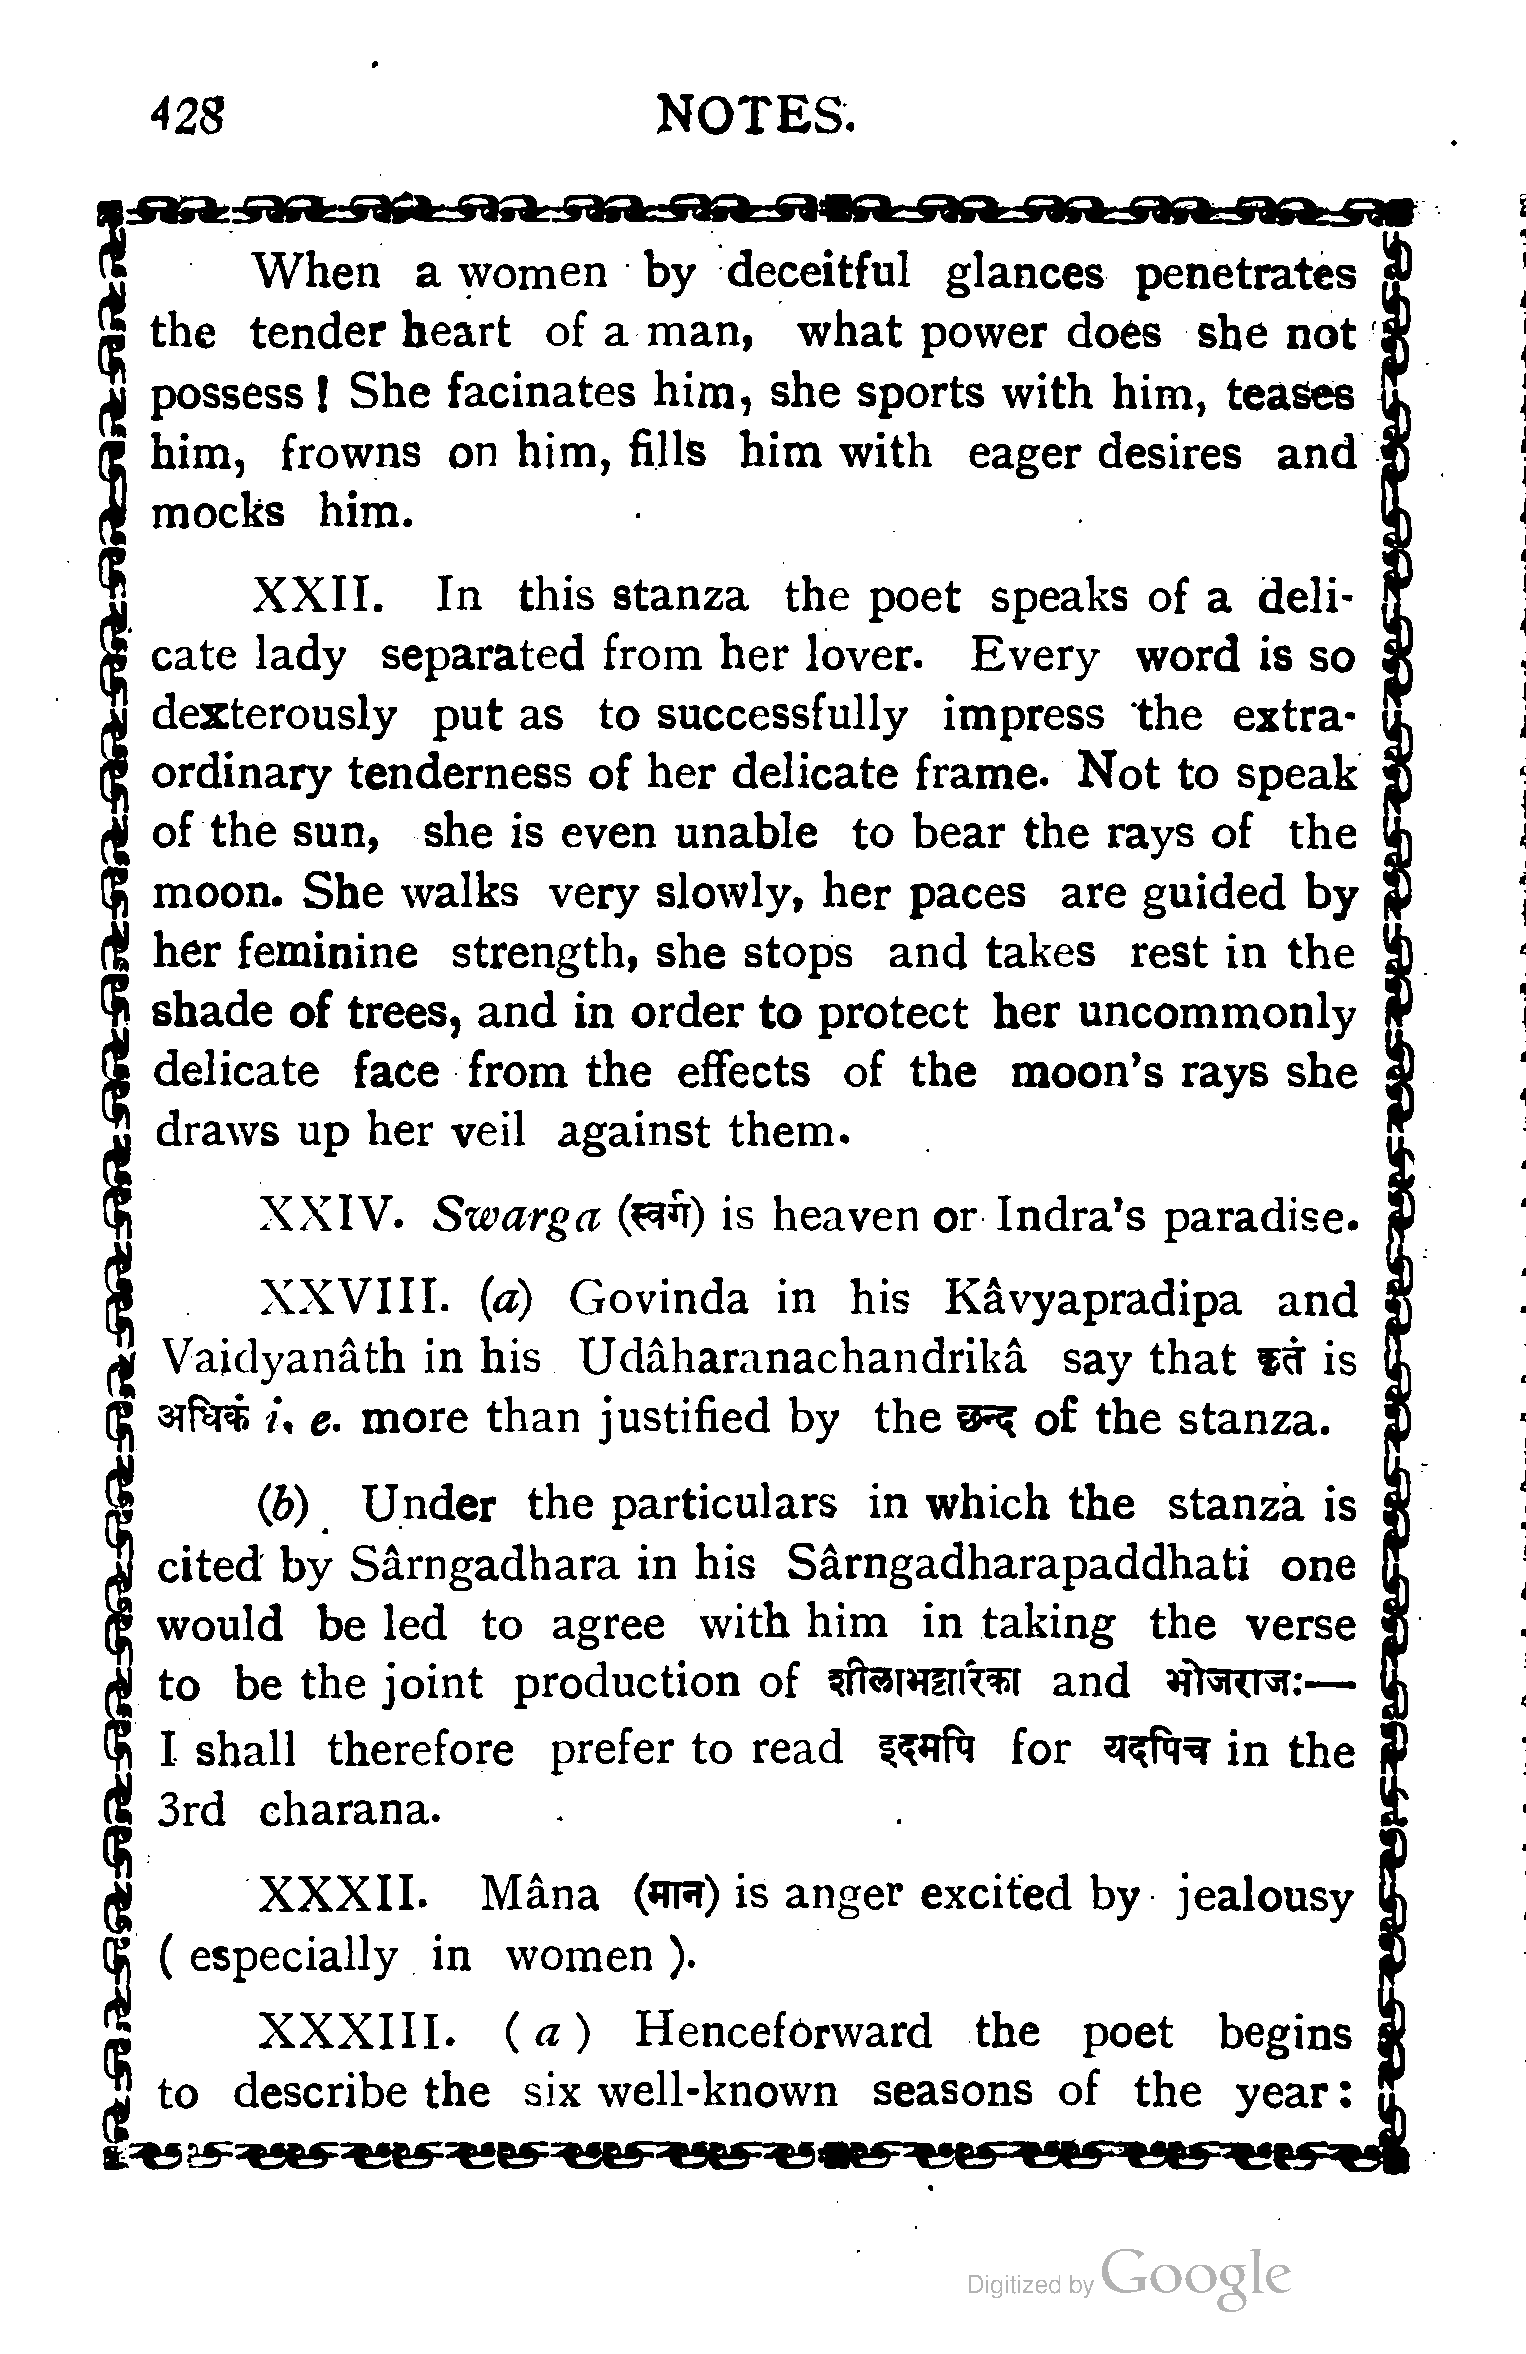 428 NOTES.
When a women by deceitful glances penetrates
the tender heart of a man, what power does she not
possess ! She facinates him, she sports with him, teases
him, frowns on him, fills him with eager desires and
mocks him.
XXII. In this stanza the poet speaks of a deli-
cate lady separated from her lover. Every word is so
dexterously put as to successfully impress the extra-
ordinary tenderness of her delicate frame. Not to speak
of the sun, she is even unable to bear the rays of the
moon. She walks very slowly, her paces are guided by
her feminine strength, she stops and takes rest in the
shade of trees, and in order to protect her uncommonly
delicate face from the effects of the moon's rays she
draws up her veil against them.
XXIV. Swarga (स्वर्ग) is heaven or Indra's paradise.
XXVIII. (a) Govinda in his Kâvyapradipa and
Vaidyanâth in his Udâharanachandrikâ say that कृतं is
अधिकं i. e. more than justified by the छन्द of the stanza.
(b) Under the particulars in which the stanza is
cited by Sârngadhara in his Sârngadharapaddhati one
would be led to agree with him in taking the verse
to be the joint production of शीलाभट्टारिका and भोजराजः—
I shall therefore prefer to read इदमपि for यदपिच in the
3rd charana.
XXXII. Mâna (मान) is anger excited by jealousy
( especially in women ).
XXXIII. ( a ) Henceforward the poet begins
to describe the six well-known seasons of the year :
Digitized by Google